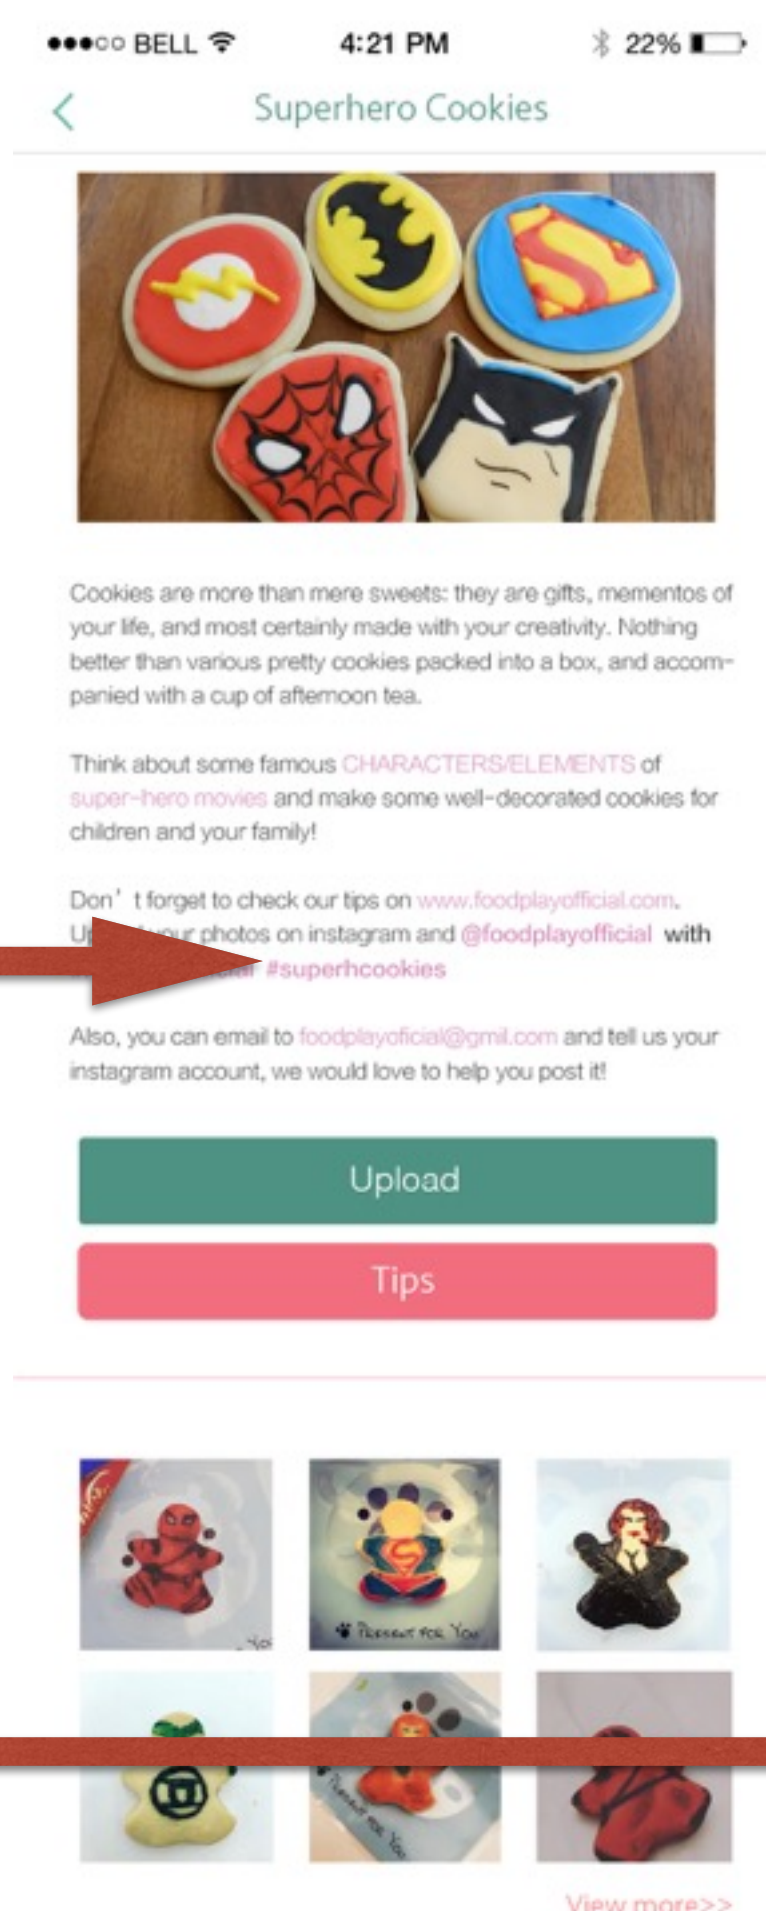 BELL 4:21 PM 22%
Superhero Cookies
Cookies are more than mere sweets: they are gifts, mementos of
your life, and most certainly made with your creativity. Nothing
better than various pretty cookies packed into a box, and accom-
panied with a cup of afternoon tea.
Think about some famous CHARACTERS/ELEMENTS of
super-hero movies and make some well-decorated cookies for
children and your family!
Don't forget to check our tips on www.foodplayofficial.com.
your photos on instagram and @foodplayofficial with
#superhcookies
Also, you can email to foodplayoficial@gmil.com and tell us your
instagram account, we would love to help you post it!
Upload
Tips
You
PRESENT FOR YOU
PRESENT FOR YOU
View more>>